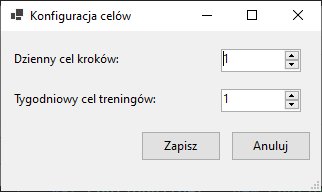 Konfiguracja celów
Dzienny cel kroków: 1
Tygodniowy cel treningów: 1
Zapisz Anuluj